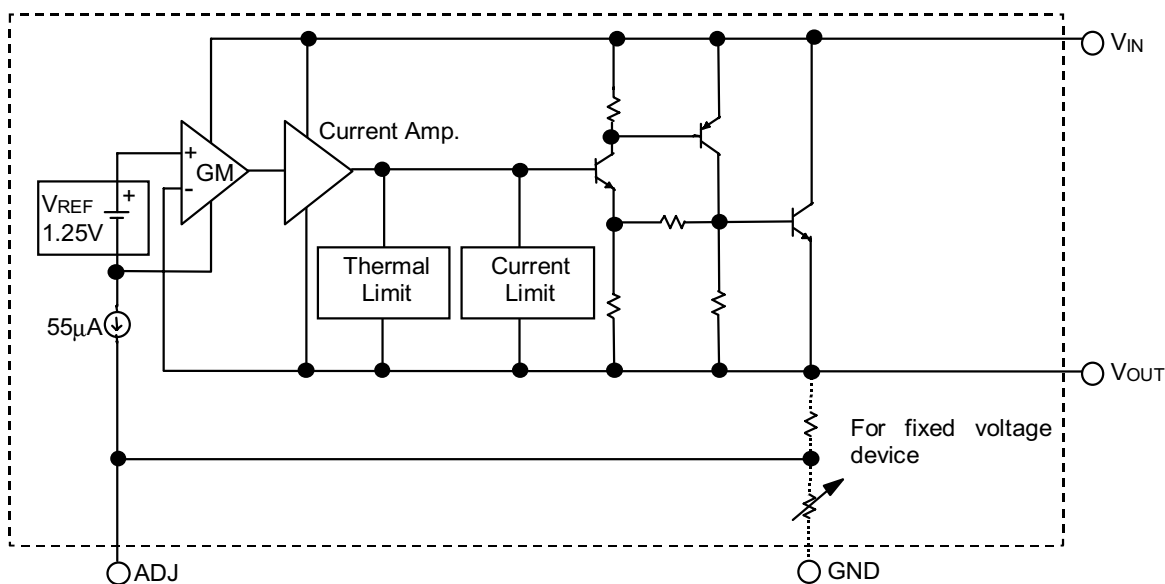 VIN
Current Amp.
+
GM
-
VREF
+
1.25V
Thermal
Limit
Current
Limit
55μA
VOUT
For fixed voltage
device
ADJ
GND